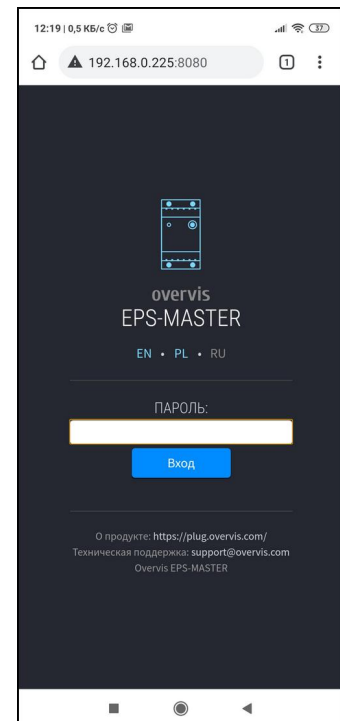 12:19 | 0,5 КБ/с
37
192.168.0.225:8080
1
overvis
EPS-MASTER
EN • PL • RU
ПАРОЛЬ:
Вход
О продукте: https://plug.overvis.com/
Техническая поддержка: support@overvis.com
Overvis EPS-MASTER